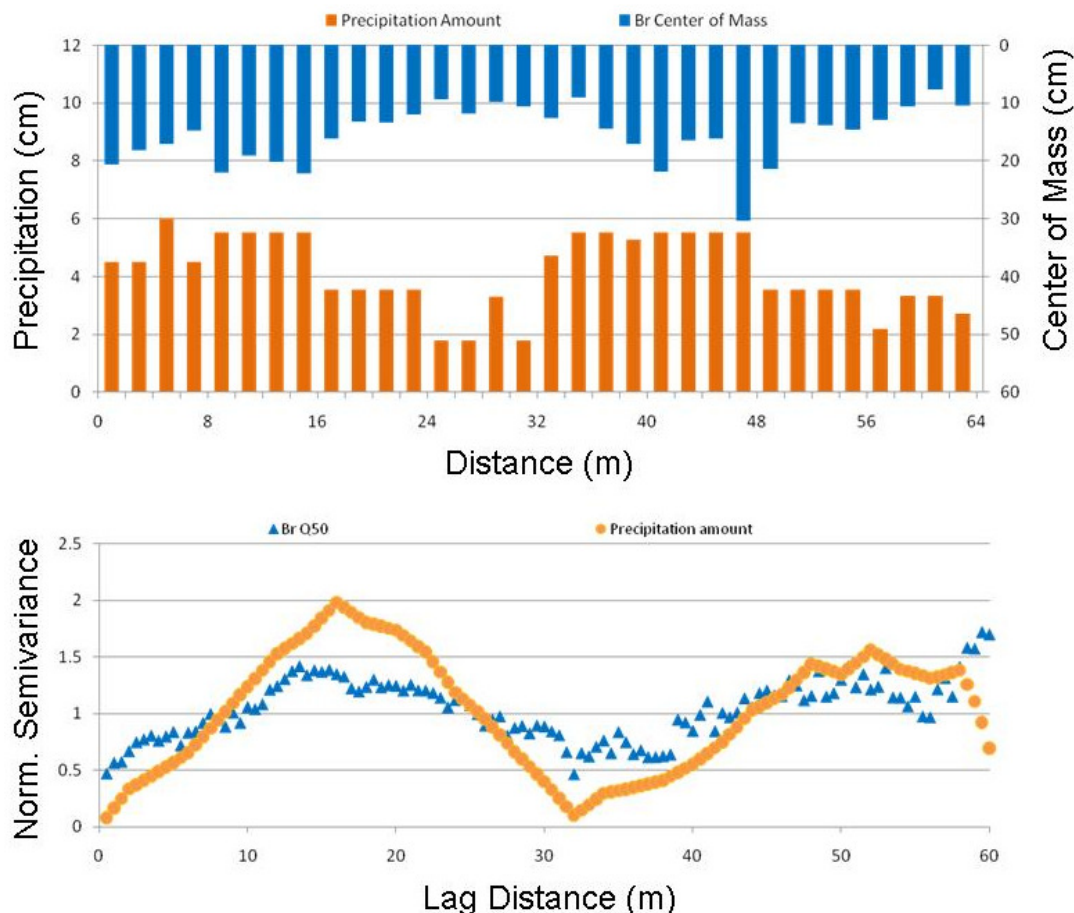 Precipitation Amount Br Center of Mass
12 0
10 10
8 20
6 30
4 40
2 50
0 60
0 8 16 24 32 40 48 56 64
Precipitation (cm)
Center of Mass (cm)
Distance (m)
Br Q50 Precipitation amount
2.5
2
1.5
1
0.5
0
0 10 20 30 40 50 60
Norm. Semivariance
Lag Distance (m)